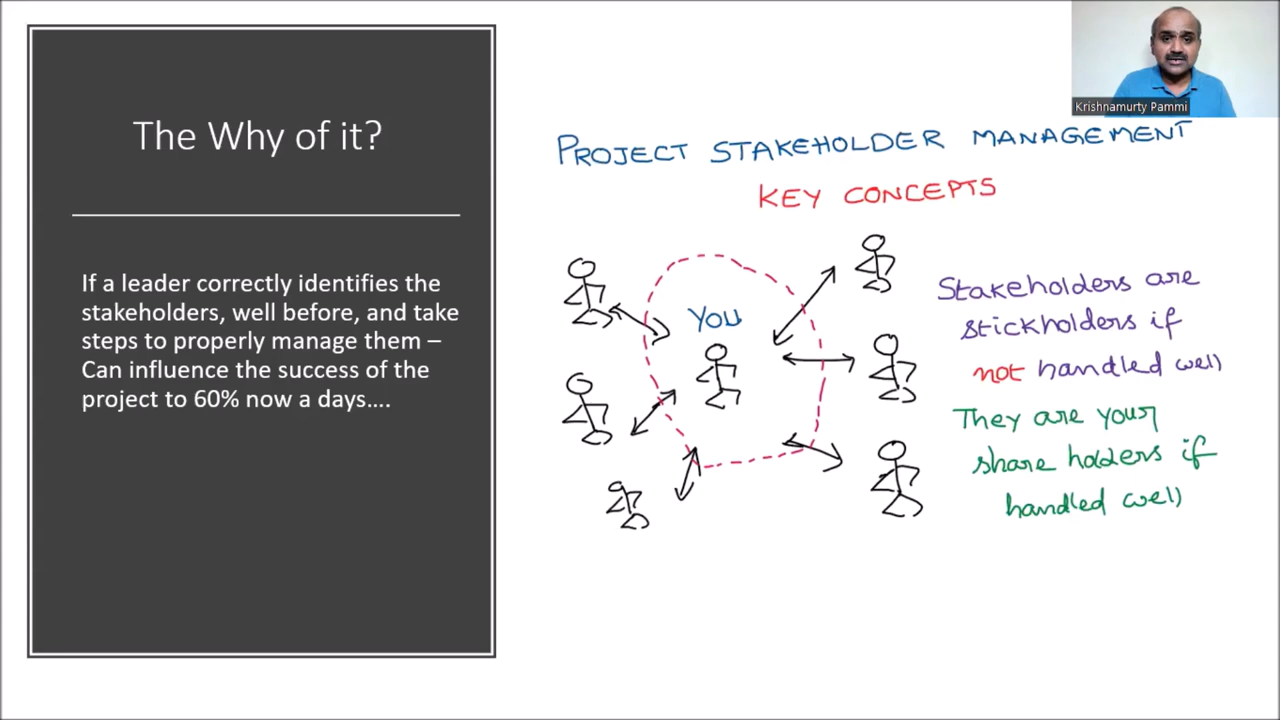 The Why of it?
If a leader correctly identifies the
stakeholders, well before, and take
steps to properly manage them –
Can influence the success of the
project to 60% now a days….
Krishnamurty Pammi
PROJECT STAKEHOLDER MANAGEMENT
KEY CONCEPTS
YOU
Stakeholders are
stickholders if
not handled well
They are your
share holders if
handled well